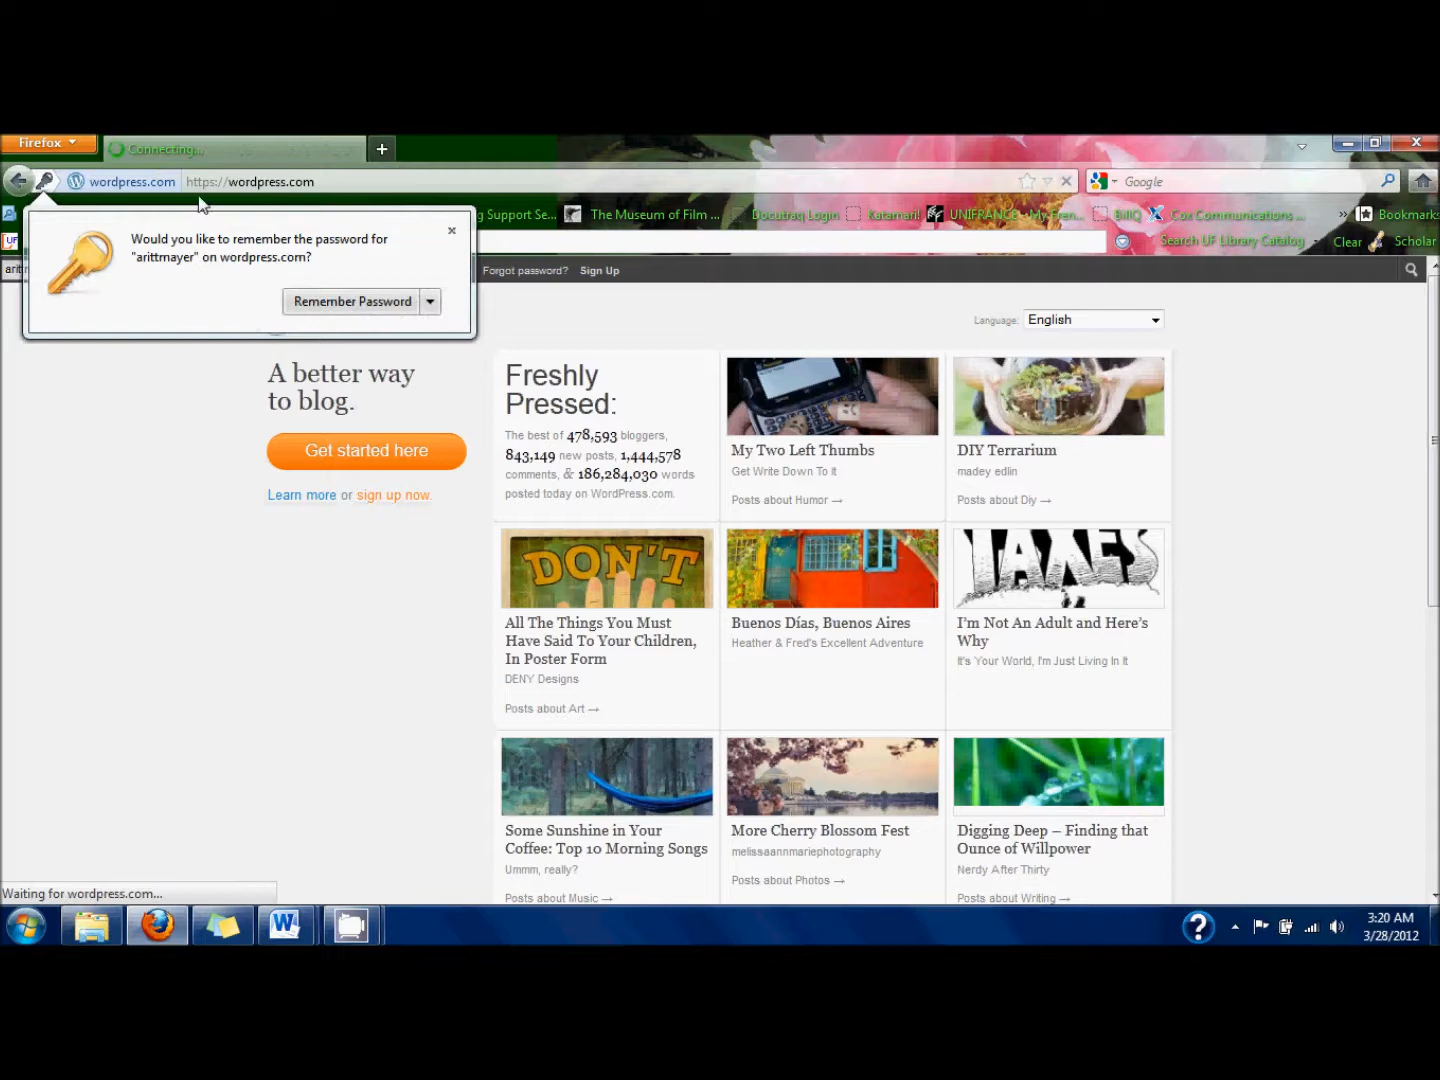 Firefox
Connecting...
wordpress.com
https://wordpress.com
Google
g Support Se...
The Museum of Film ...
Docutraq Login
Katamari!
UNIFRANCE - My Fran...
BillQ
Cox Communications ...
»
Bookmarks
UF
Search UF Library Catalog
Clear
Scholar
Would you like to remember the password for
"arittmayer" on wordpress.com?
Remember Password
Forgot password?
Sign Up
Language:
English
A better way
to blog.
Get started here
Learn more or sign up now.
Freshly
Pressed:
The best of 478,593 bloggers,
843,149 new posts, 1,444,578
comments, & 186,284,030 words
posted today on WordPress.com.
My Two Left Thumbs
Get Write Down To It
Posts about Humor →
DIY Terrarium
madey edlin
Posts about Diy →
DON'T
All The Things You Must
Have Said To Your Children,
In Poster Form
DENY Designs
Posts about Art →
Buenos Días, Buenos Aires
Heather & Fred's Excellent Adventure
TAXES
I'm Not An Adult and Here's
Why
It's Your World, I'm Just Living In It
Some Sunshine in Your
Coffee: Top 10 Morning Songs
Ummm, really?
Posts about Music →
More Cherry Blossom Fest
melissaannmariephotography
Posts about Photos →
Digging Deep – Finding that
Ounce of Willpower
Nerdy After Thirty
Posts about Writing →
Waiting for wordpress.com...
3:20 AM
3/28/2012